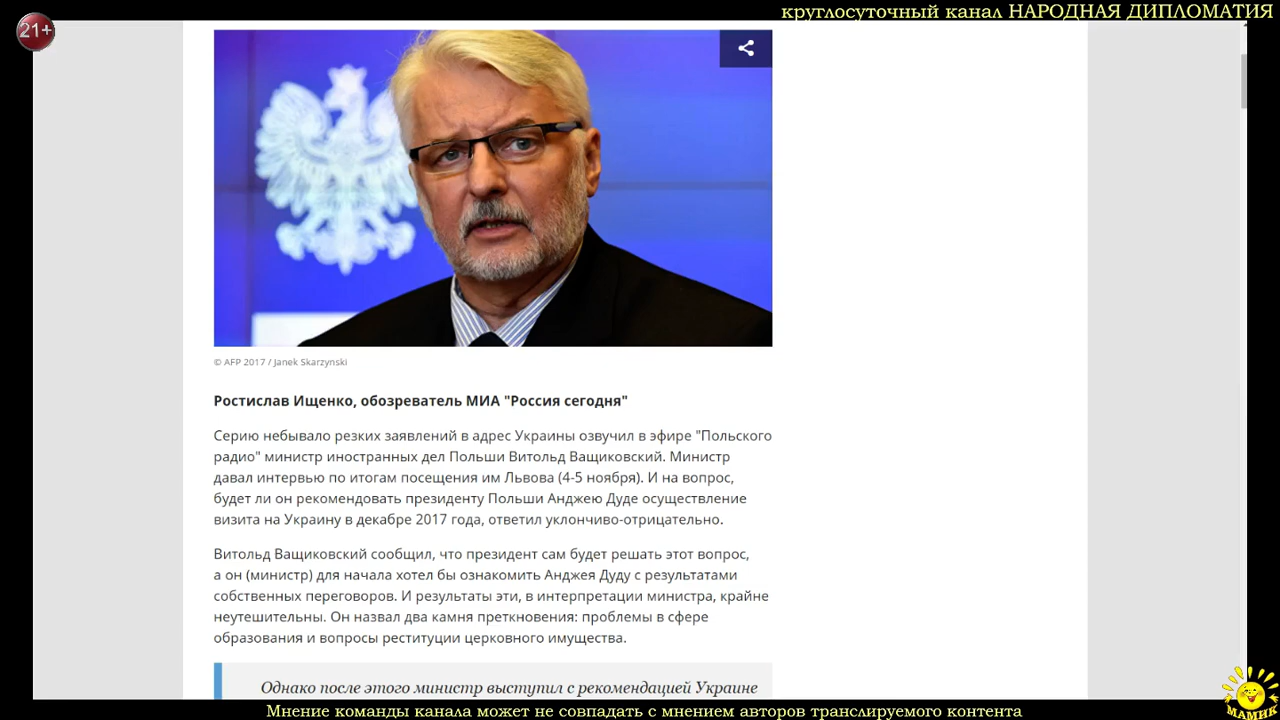 круглосуточный канал НАРОДНАЯ ДИПЛОМАТИЯ
21+
© AFP 2017 / Janek Skarzynski
Ростислав Ищенко, обозреватель МИА "Россия сегодня"
Серию небывало резких заявлений в адрес Украины озвучил в эфире "Польского
радио" министр иностранных дел Польши Витольд Ващиковский. Министр
давал интервью по итогам посещения им Львова (4-5 ноября). И на вопрос,
будет ли он рекомендовать президенту Польши Анджею Дуде осуществление
визита на Украину в декабре 2017 года, ответил уклончиво-отрицательно.
Витольд Ващиковский сообщил, что президент сам будет решать этот вопрос,
а он (министр) для начала хотел бы ознакомить Анджея Дуду с результатами
собственных переговоров. И результаты эти, в интерпретации министра, крайне
неутешительны. Он назвал два камня преткновения: проблемы в сфере
образования и вопросы реституции церковного имущества.
Однако после этого министр выступил с рекомендацией Украине
МАМИК
Мнение команды канала может не совпадать с мнением авторов транслируемого контента